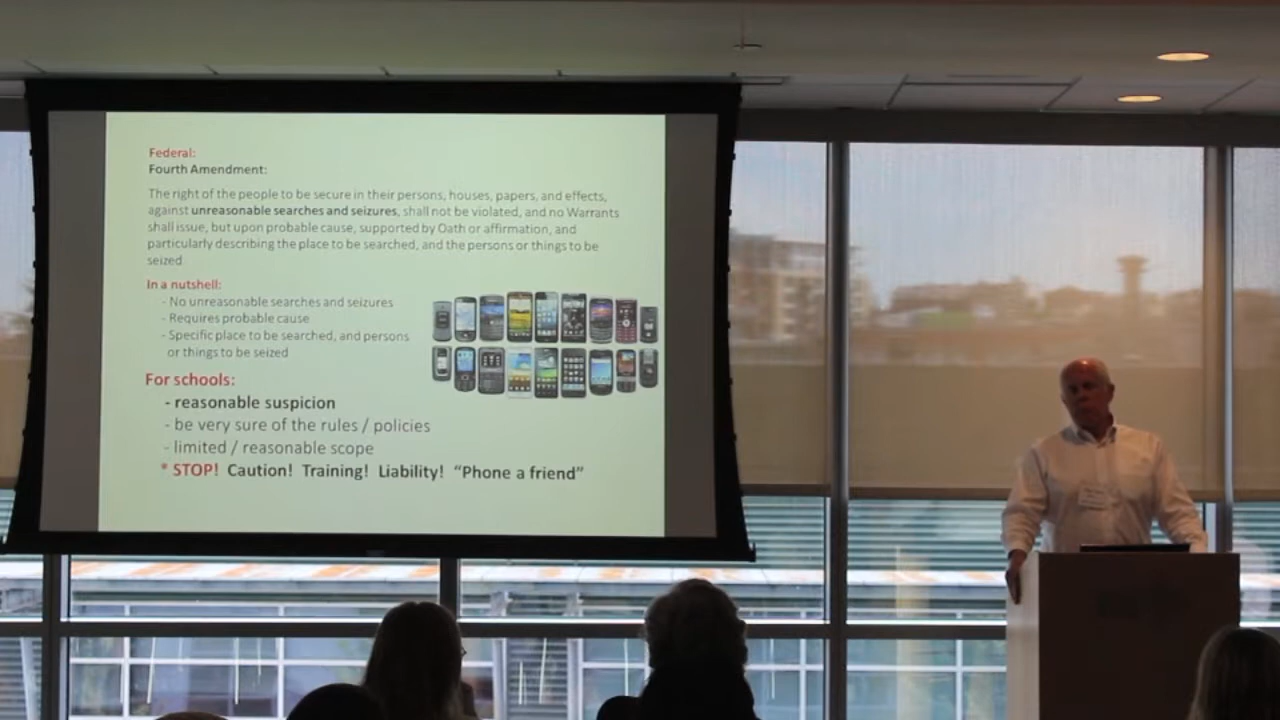 Federal:
Fourth Amendment:
The right of the people to be secure in their persons, houses, papers, and effects,
against unreasonable searches and seizures, shall not be violated, and no Warrants
shall issue, but upon probable cause, supported by Oath or affirmation, and
particularly describing the place to be searched, and the persons or things to be
seized
In a nutshell:
- No unreasonable searches and seizures
- Requires probable cause
- Specific place to be searched, and persons
or things to be seized
For schools:
- reasonable suspicion
- be very sure of the rules / policies
- limited / reasonable scope
* STOP! Caution! Training! Liability! “Phone a friend”